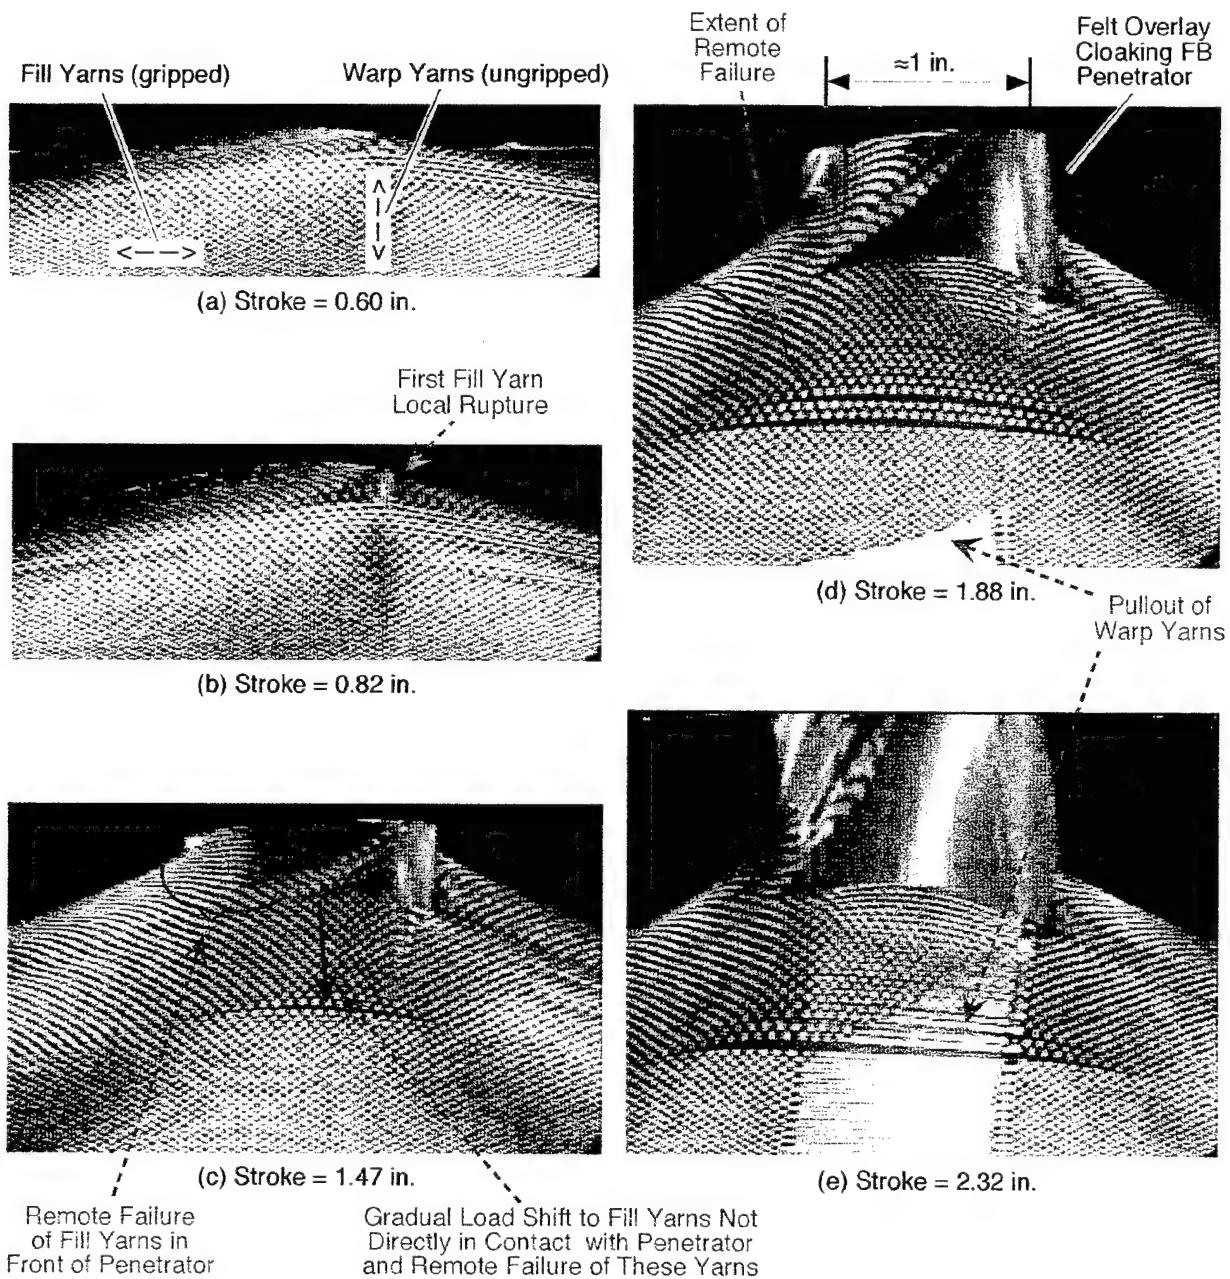 Fill Yarns (gripped)
Warp Yarns (ungripped)
(a) Stroke = 0.60 in.
First Fill Yarn
Local Rupture
(b) Stroke = 0.82 in.
(c) Stroke = 1.47 in.
Remote Failure
of Fill Yarns in
Front of Penetrator
Gradual Load Shift to Fill Yarns Not
Directly in Contact with Penetrator
and Remote Failure of These Yarns
Extent of
Remote
Failure
≈1 in.
Felt Overlay
Cloaking FB
Penetrator
(d) Stroke = 1.88 in.
Pullout of
Warp Yarns
(e) Stroke = 2.32 in.